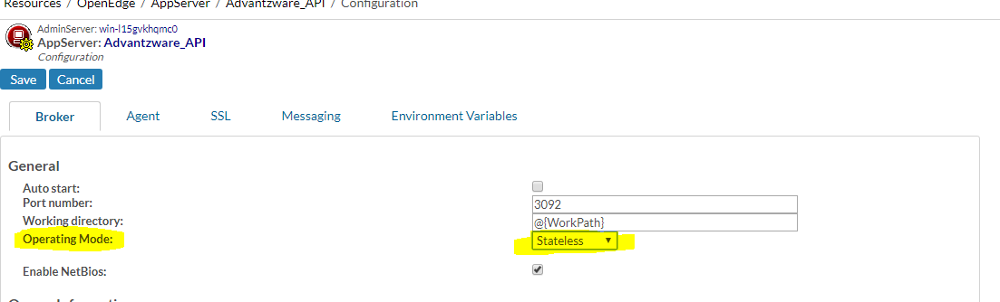 Resources / OpenEdge / AppServer / Advantzware_API / Configuration
AdminServer: win-l15gvkhqmc0
AppServer: Advantzware_API
Configuration
Save Cancel
Broker Agent SSL Messaging Environment Variables
General
Auto start:
Port number: 3092
Working directory: @{WorkPath}
Operating Mode: Stateless
Enable NetBios: